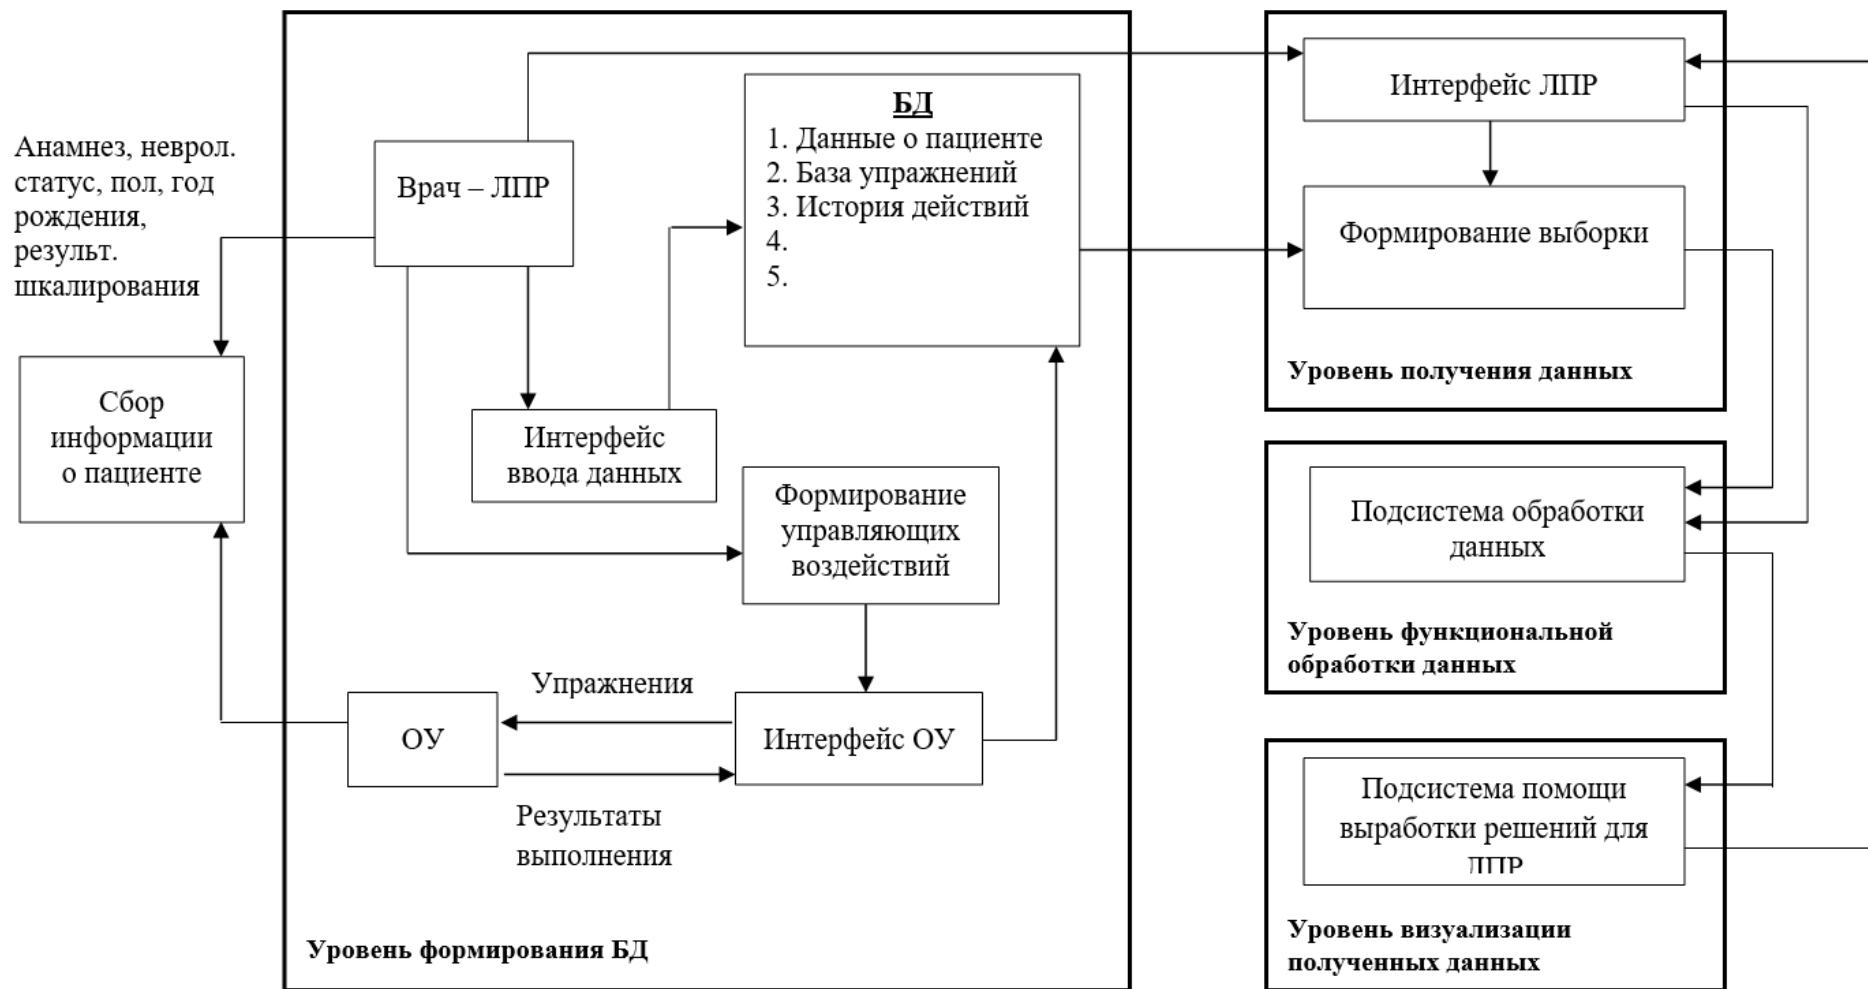 Анамнез, неврол.
статус, пол, год
рождения,
результ.
шкалирования
Сбор
информации
о пациенте
Врач – ЛПР
БД
1. Данные о пациенте
2. База упражнений
3. История действий
4.
5.
Интерфейс
ввода данных
Формирование
управляющих
воздействий
Упражнения
ОУ
Интерфейс ОУ
Результаты
выполнения
Уровень формирования БД
Интерфейс ЛПР
Формирование выборки
Уровень получения данных
Подсистема обработки
данных
Уровень функциональной
обработки данных
Подсистема помощи
выработки решений для
ЛПР
Уровень визуализации
полученных данных